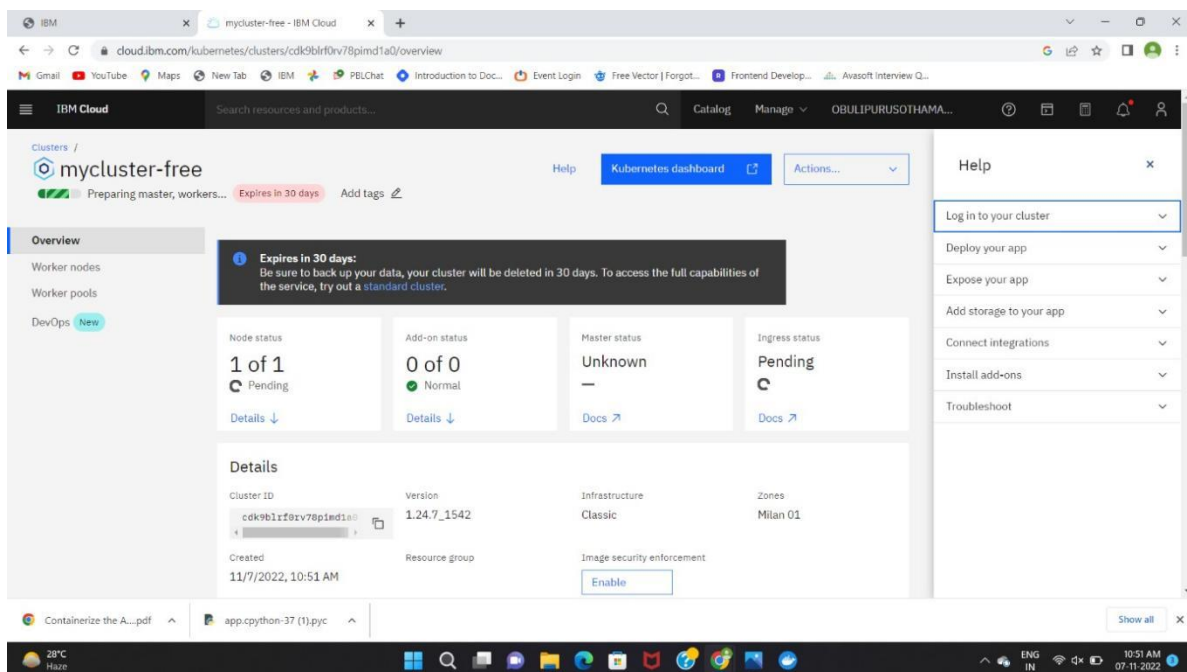 IBM
mycluster-free - IBM Cloud
cloud.ibm.com/kubernetes/clusters/cdk9blrf0rv78pimd1a0/overview
Gmail YouTube Maps New Tab IBM PBLChat Introduction to Doc... Event Login Free Vector | Forgot... Frontend Develop... Avasoft Interview Q...
IBM Cloud Search resources and products... Catalog Manage OBULIPURUSOTHAMA...
Clusters /
mycluster-free
Preparing master, workers... Expires in 30 days Add tags
Help Kubernetes dashboard Actions...
Overview
Worker nodes
Worker pools
DevOps New
Expires in 30 days:
Be sure to back up your data, your cluster will be deleted in 30 days. To access the full capabilities of
the service, try out a standard cluster.
Node status
1 of 1
Pending
Details ↓
Add-on status
0 of 0
Normal
Details ↓
Master status
Unknown
—
Docs ↗
Ingress status
Pending
Docs ↗
Details
Cluster ID
cdk9blrf0rv78pimd1a0
Version
1.24.7_1542
Infrastructure
Classic
Zones
Milan 01
Created
11/7/2022, 10:51 AM
Resource group
Image security enforcement
Enable
Help
Log in to your cluster
Deploy your app
Expose your app
Add storage to your app
Connect integrations
Install add-ons
Troubleshoot
Containerize the A....pdf
app.cpython-37 (1).pyc
Show all
28°C
Haze
ENG
IN
10:51 AM
07-11-2022